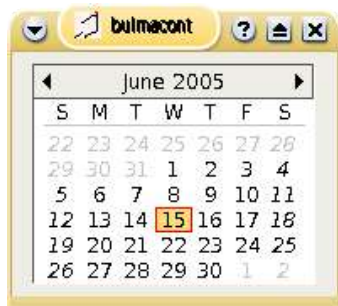 bulmacont ?
June 2005
S M T W T F S
22 23 24 25 26 27 28
29 30 31 1 2 3 4
5 6 7 8 9 10 11
12 13 14 15 16 17 18
19 20 21 22 23 24 25
26 27 28 29 30 1 2